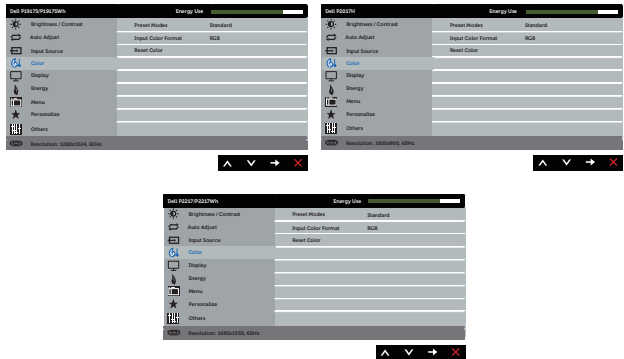 Dell P1917S/P1917SWh Energy Use
Brightness / Contrast Preset Modes Standard
Auto Adjust Input Color Format RGB
Input Source Reset Color
Color
Display
Energy
Menu
Personalize
Others
Resolution: 1280x1024, 60Hz
Dell P2017H Energy Use
Brightness / Contrast Preset Modes Standard
Auto Adjust Input Color Format RGB
Input Source Reset Color
Color
Display
Energy
Menu
Personalize
Others
Resolution: 1600x900, 60Hz
Dell P2217/P2217Wh Energy Use
Brightness / Contrast Preset Modes Standard
Auto Adjust Input Color Format RGB
Input Source Reset Color
Color
Display
Energy
Menu
Personalize
Others
Resolution: 1680x1050, 60Hz